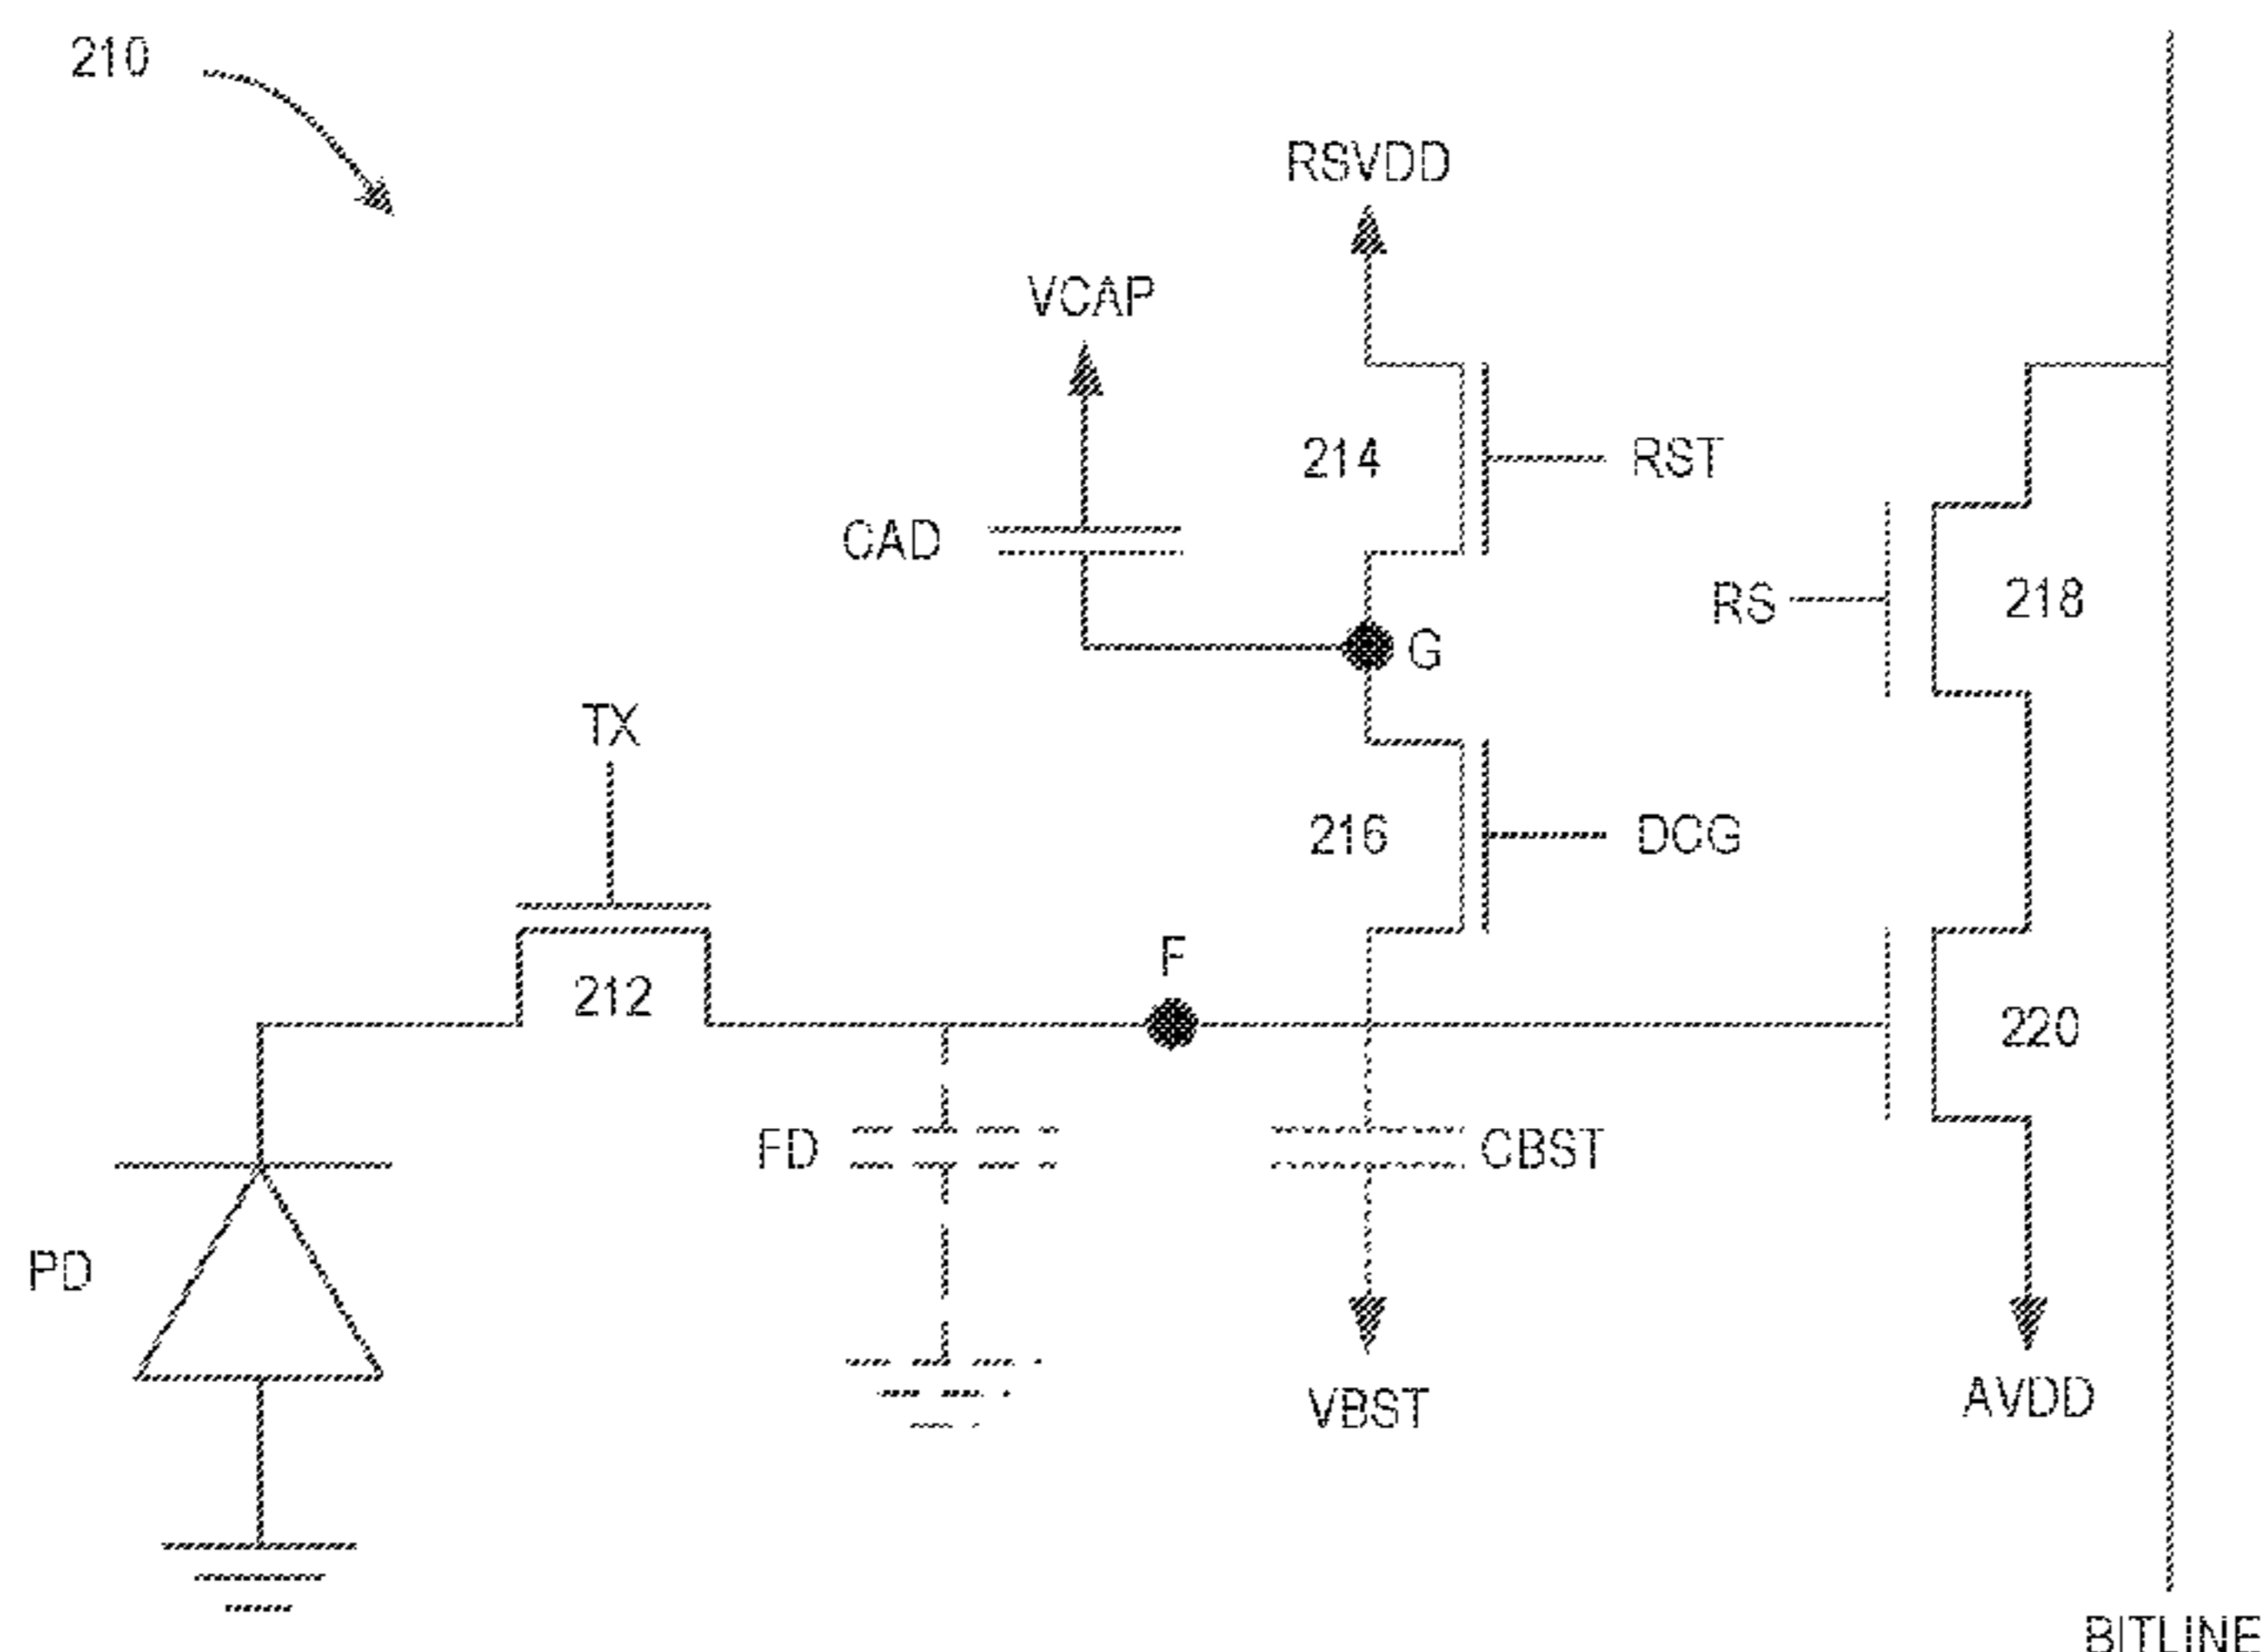 210
RSVDD
VCAP
214
RST
CAD
RS
218
G
TX
216
DCG
F
212
220
FD
CBST
PD
VBST
AVDD
BITLINE